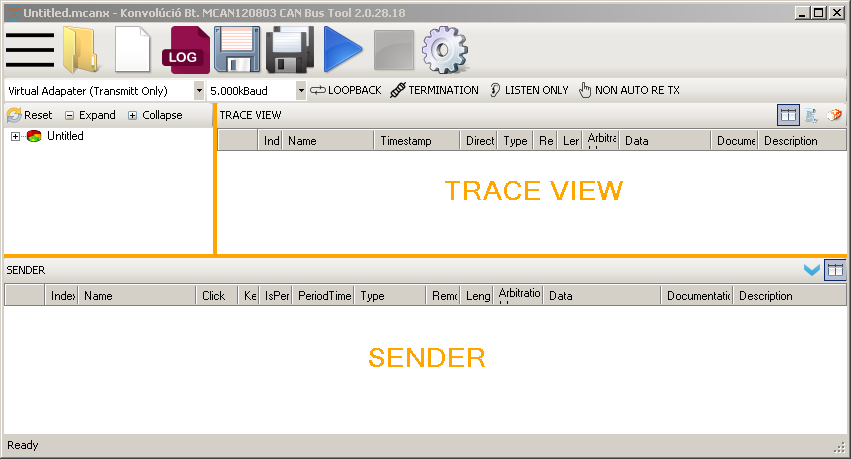 Untitled.mcanx - Konvolúció Bt. MCAN120803 CAN Bus Tool 2.0.28.18
LOG
Virtual Adapater (Transmitt Only) 5.000kBaud LOOPBACK TERMINATION LISTEN ONLY NON AUTO RE TX
Reset Expand Collapse TRACE VIEW
Untitled
Ind Name Timestamp Direct Type Re Ler Arbitra Data Docume Description
TRACE VIEW
SENDER
Index Name Click Ke IsPer PeriodTime Type Remo Leng Arbitratio Data Documentatic Description
SENDER
Ready